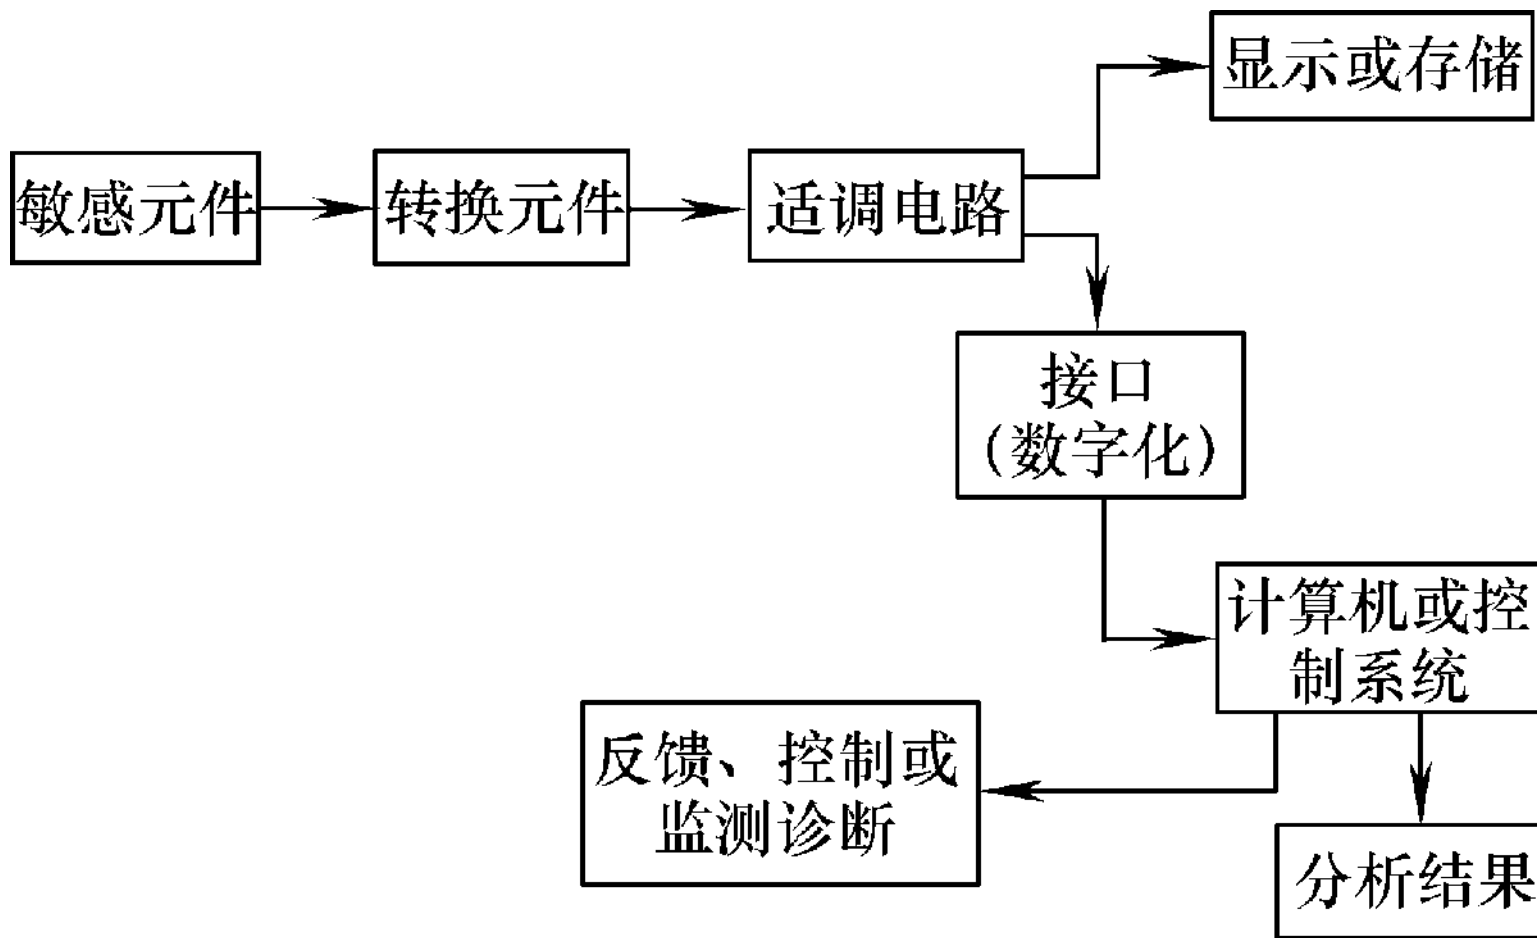 显示或存储
敏感元件
转换元件
适调电路
接口
(数字化)
计算机或控
制系统
反馈、控制或
监测诊断
分析结果